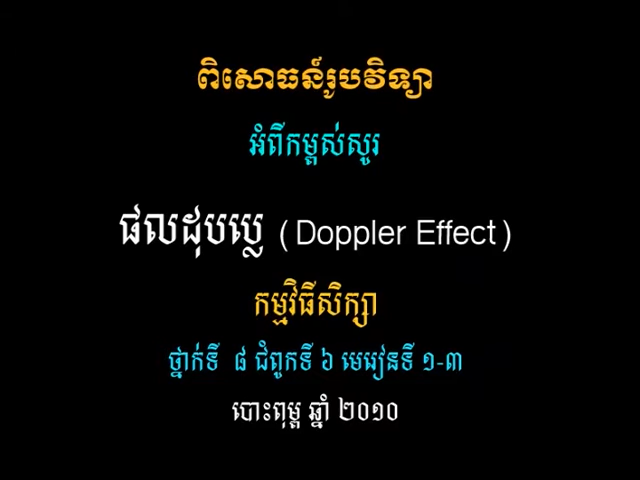 ពិសោធន៍រូបវិទ្យា
អំពីកម្ពស់សូរ
ផលដុបប្លេ (Doppler Effect)
កម្មវិធីសិក្សា
ថ្នាក់ទី ៨ ជំពូកទី ៦ មេរៀនទី ១-៣
បោះពុម្ព ឆ្នាំ ២០១០